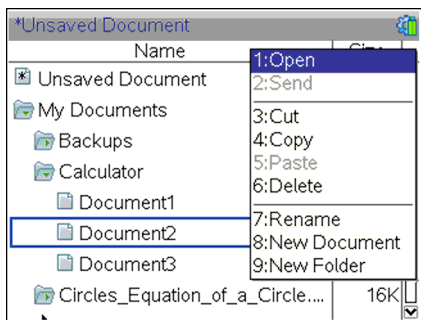 *Unsaved Document
Name
Unsaved Document
My Documents
Backups
Calculator
Document1
Document2
Document3
Circles_Equation_of_a_Circle.... 16K
1:Open
2:Send
3:Cut
4:Copy
5:Paste
6:Delete
7:Rename
8:New Document
9:New Folder